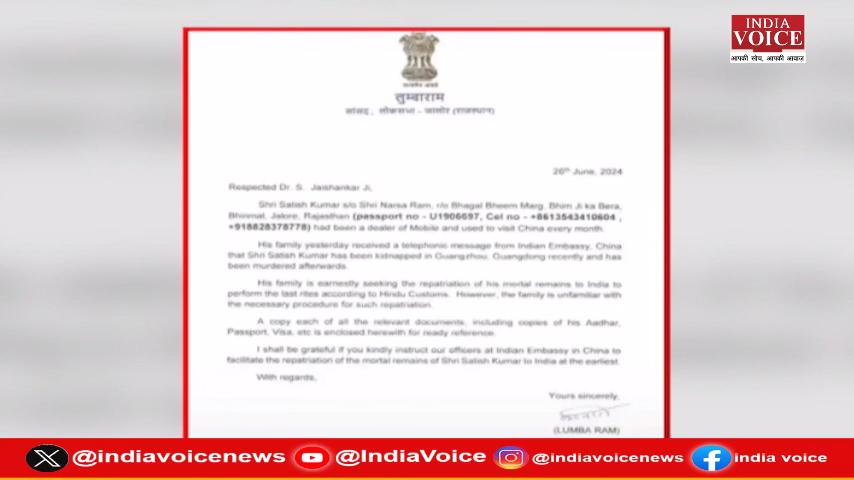 INDIA
VOICE
आपकी सोच, आपकी आवाज़
लुम्बाराम
सांसद, लोकसभा - जालोर (राजस्थान)
26th June, 2024
Respected Dr. S. Jaishankar Ji,
Shri Satish Kumar s/o Shri Narsa Ram, r/o Bhagal Bheem Marg, Bhim Ji ka Bera,
Bhinmal, Jalore, Rajasthan (passport no - U1906697, Cel no - +8613543410604 ,
+918828378778) had been a dealer of Mobile and used to visit China every month.
His family yesterday received a telephonic message from Indian Embassy, China
that Shri Satish Kumar has been kidnapped in Guangzhou, Guangdong recently and has
been murdered afterwards.
His family is earnestly seeking the repatriation of his mortal remains to India to
perform the last rites according to Hindu Customs. However, the family is unfamiliar with
the necessary procedure for such repatriation.
A copy each of all the relevant documents, including copies of his Aadhar,
Passport, Visa, etc is enclosed herewith for ready reference.
I shall be grateful if you kindly instruct our officers at Indian Embassy in China to
facilitate the repatriation of the mortal remains of Shri Satish Kumar to India at the earliest.
With regards,
Yours sincerely,
(LUMBA RAM)
@indiavoicenews @IndiaVoice @indiavoicenews india voice